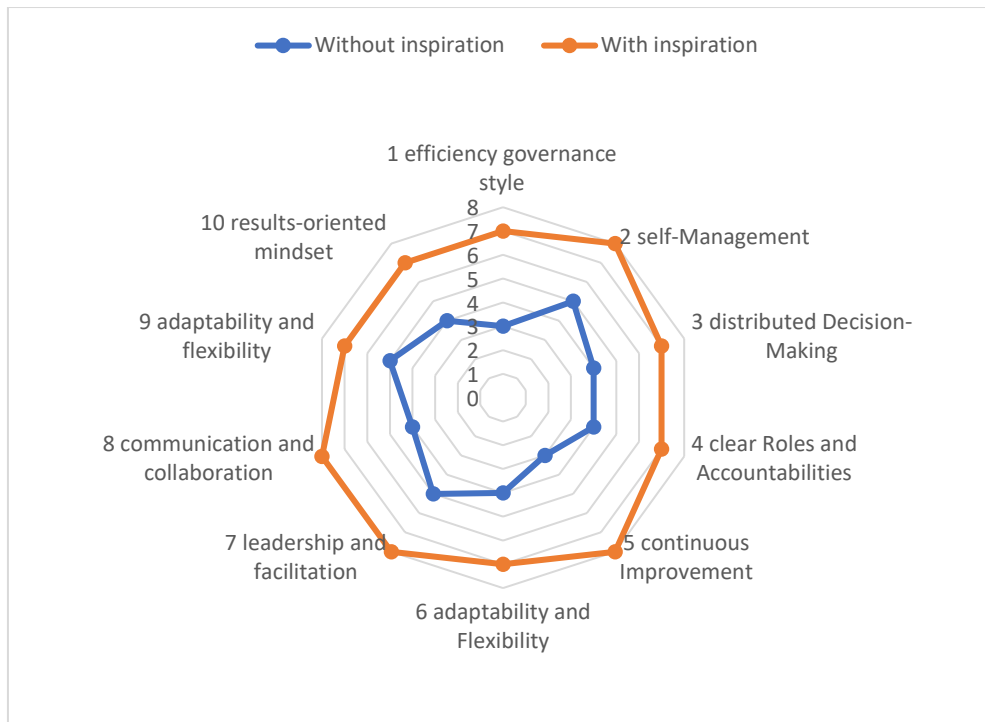 Without inspiration
With inspiration
1 efficiency governance
style
2 self-Management
3 distributed Decision-
Making
4 clear Roles and
Accountabilities
5 continuous
Improvement
6 adaptability and
Flexibility
7 leadership and
facilitation
8 communication and
collaboration
9 adaptability and
flexibility
10 results-oriented
mindset
8
7
6
5
4
3
2
1
0